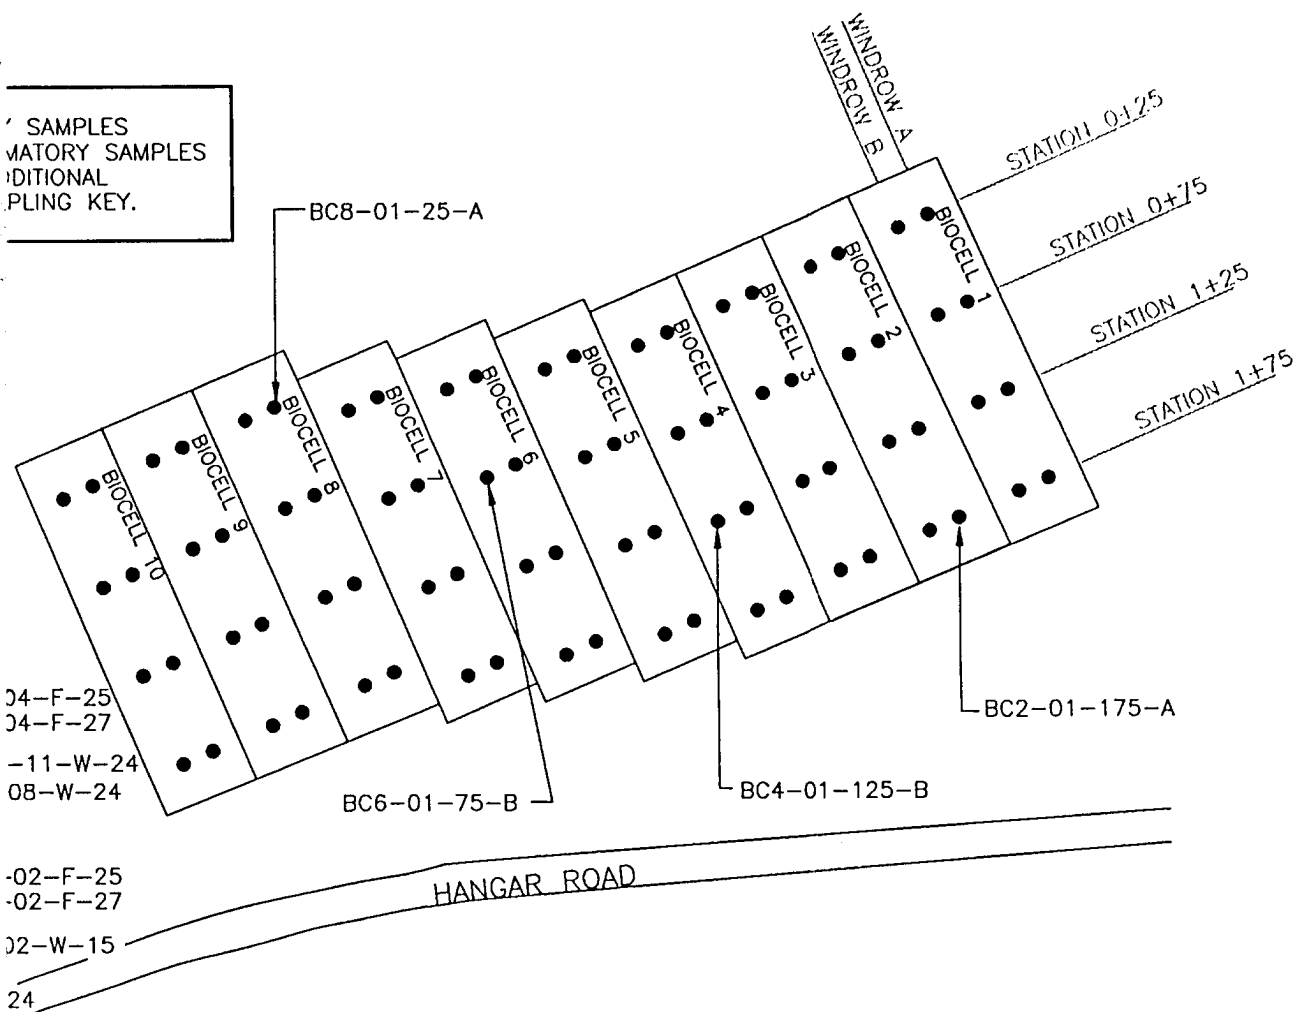 SAMPLES
MATORY SAMPLES
DITIONAL
PLING KEY.
BC8-01-25-A
WINDROW A
WINDROW B
STATION 0+25
STATION 0+75
STATION 1+25
STATION 1+75
BIOCELL 1
BIOCELL 2
BIOCELL 3
BIOCELL 4
BIOCELL 5
BIOCELL 6
BIOCELL 7
BIOCELL 8
BIOCELL 9
BIOCELL 10
04-F-25
04-F-27
-11-W-24
08-W-24
BC6-01-75-B
BC4-01-125-B
BC2-01-175-A
-02-F-25
-02-F-27
02-W-15
24
HANGAR ROAD